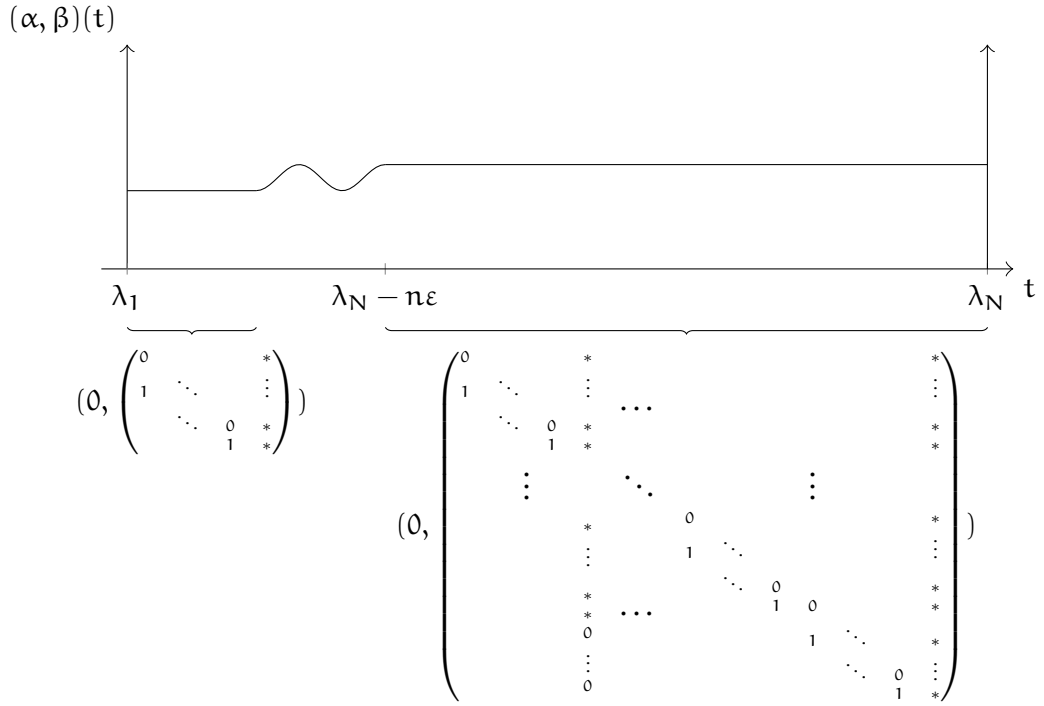 (α, β)(t)
λ₁ λ_N − nε λ_N t
0 *
1 ⋱ ⋮
(0, )
⋱ 0 *
1 *
0 * *
1 ⋱ ⋮ ⋮
⋯
⋱ 0 * *
1 * *
⋮ ⋱ ⋮
0
* *
(0, )
⋮ 1 ⋱ ⋮
* ⋱ 0 *
* ⋯ 1 0 *
0
1 ⋱ *
⋮ ⋱ 0 ⋮
0 1 *